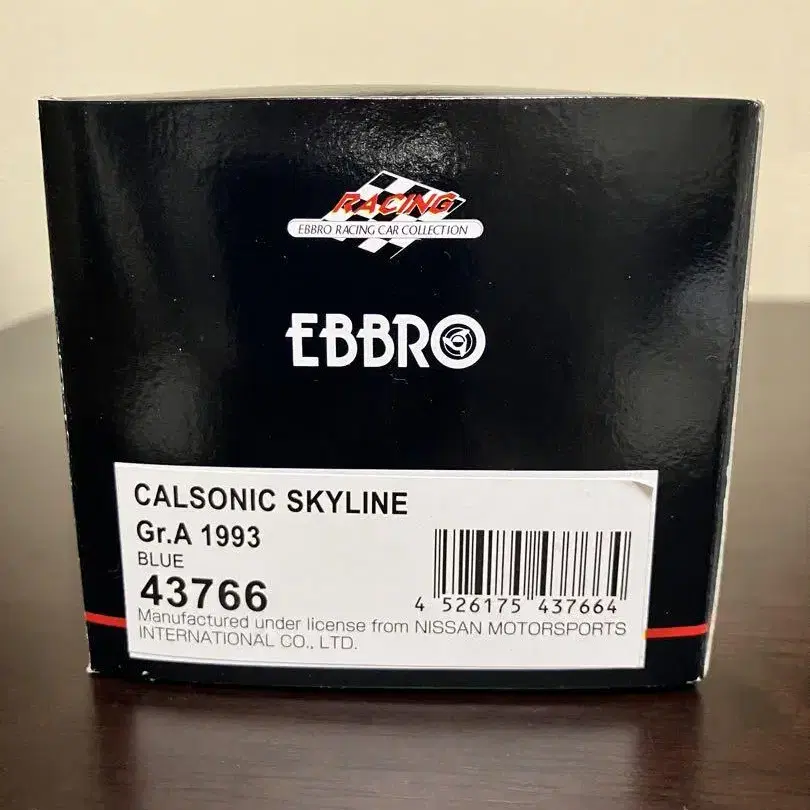 RACING
EBBRO RACING CAR COLLECTION
EBBRO
CALSONIC SKYLINE
Gr.A 1993
BLUE
43766
4 526175 437664
Manufactured under license from NISSAN MOTORSPORTS
INTERNATIONAL CO., LTD.